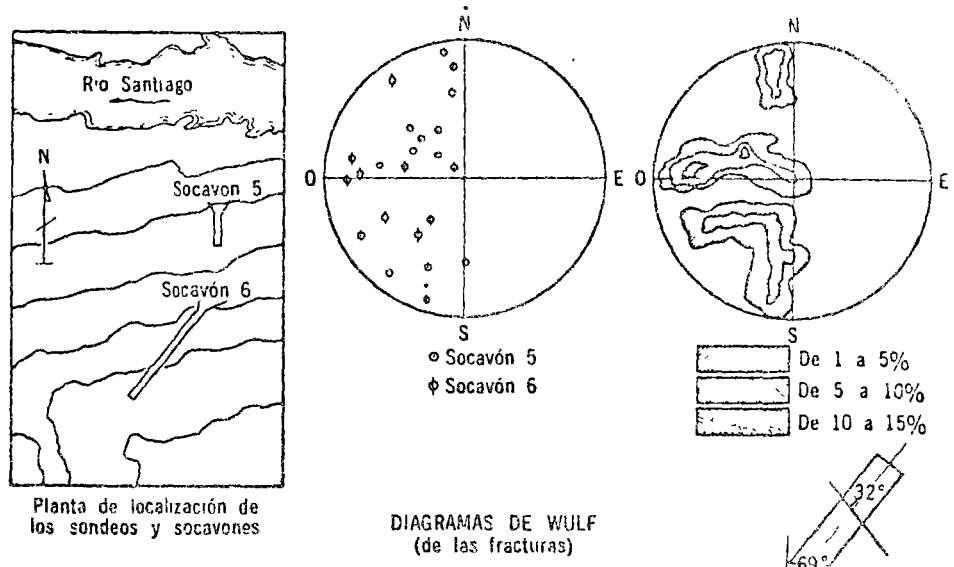 Río Santiago
N
Socavón 5
Socavón 6
Planta de localización de
los sondeos y socavones
N
O
E
S
Socavón 5
Socavón 6
DIAGRAMAS DE WULF
(de las fracturas)
N
O
E
S
De 1 a 5%
De 5 a 10%
De 10 a 15%
32°
69°